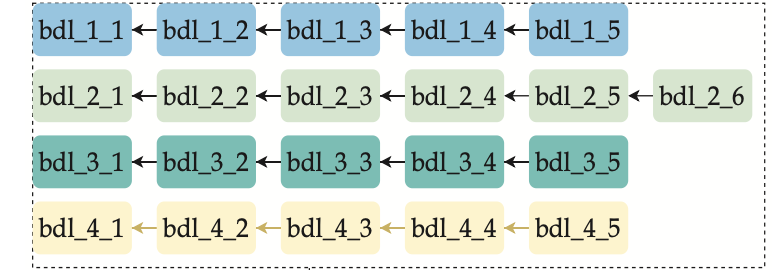 bdl_1_1 bdl_1_2 bdl_1_3 bdl_1_4 bdl_1_5
bdl_2_1 bdl_2_2 bdl_2_3 bdl_2_4 bdl_2_5 bdl_2_6
bdl_3_1 bdl_3_2 bdl_3_3 bdl_3_4 bdl_3_5
bdl_4_1 bdl_4_2 bdl_4_3 bdl_4_4 bdl_4_5